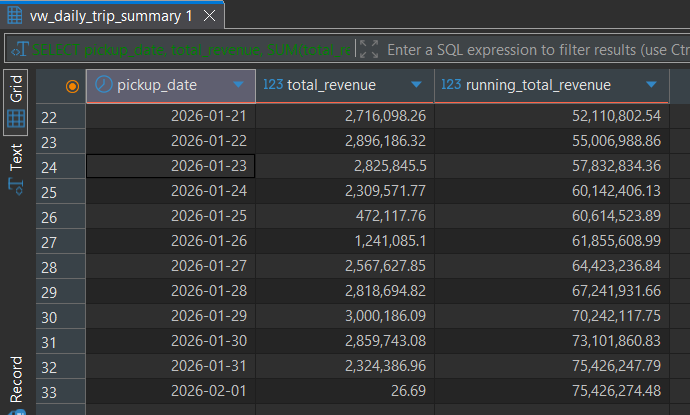 vw_daily_trip_summary 1
SELECT pickup_date, total_revenue, SUM(total_re Enter a SQL expression to filter results (use Ctr
Grid
Text
Record
pickup_date 123 total_revenue 123 running_total_revenue
22 2026-01-21 2,716,098.26 52,110,802.54
23 2026-01-22 2,896,186.32 55,006,988.86
24 2026-01-23 2,825,845.5 57,832,834.36
25 2026-01-24 2,309,571.77 60,142,406.13
26 2026-01-25 472,117.76 60,614,523.89
27 2026-01-26 1,241,085.1 61,855,608.99
28 2026-01-27 2,567,627.85 64,423,236.84
29 2026-01-28 2,818,694.82 67,241,931.66
30 2026-01-29 3,000,186.09 70,242,117.75
31 2026-01-30 2,859,743.08 73,101,860.83
32 2026-01-31 2,324,386.96 75,426,247.79
33 2026-02-01 26.69 75,426,274.48